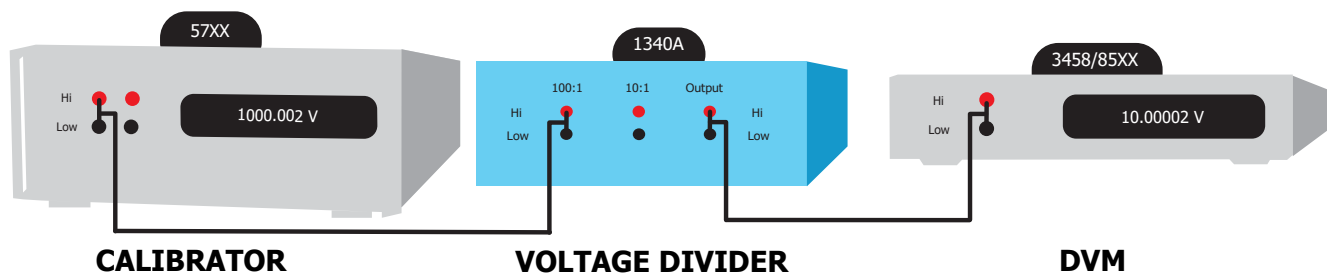 57XX
Hi
Low
1000.002 V
CALIBRATOR
1340A
100:1 10:1 Output
Hi Hi
Low Low
VOLTAGE DIVIDER
3458/85XX
Hi
Low
10.00002 V
DVM